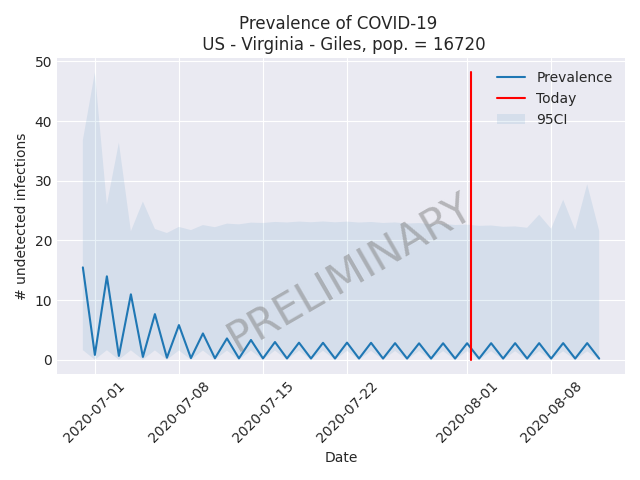 Prevalence of COVID-19
US - Virginia - Giles, pop. = 16720
50
40
30
20
10
0
# undetected infections
Prevalence
Today
95CI
PRELIMINARY
2020-07-01
2020-07-08
2020-07-15
2020-07-22
2020-08-01
2020-08-08
Date